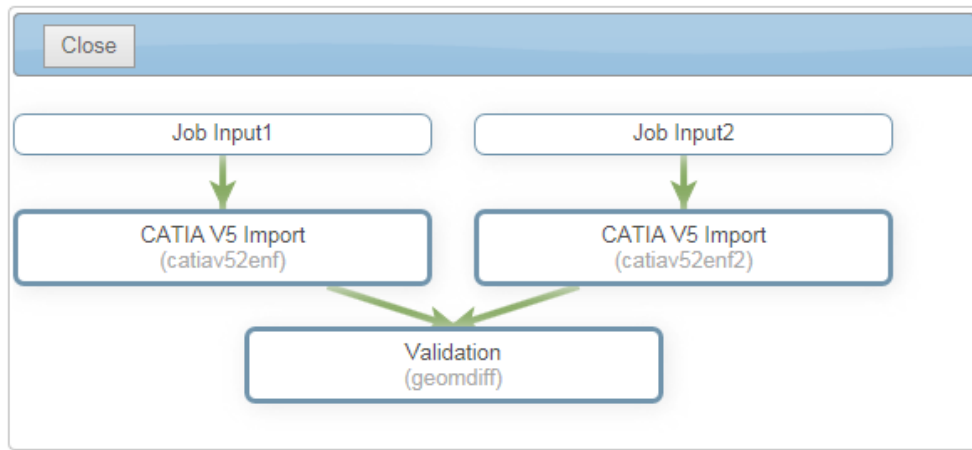 Close
Job Input1
Job Input2
CATIA V5 Import
(catiav52enf)
CATIA V5 Import
(catiav52enf2)
Validation
(geomdiff)